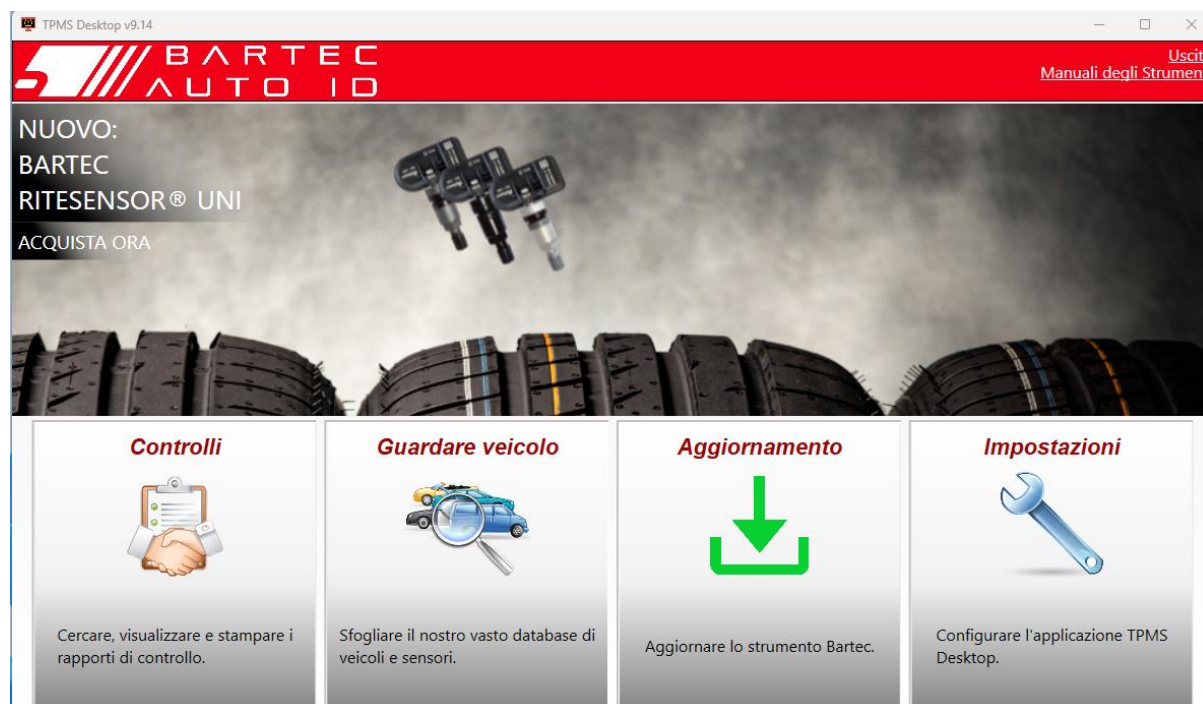 TPMS Desktop v9.14
BARTEC
AUTO ID
Uscit
Manuali degli Strumen
NUOVO:
BARTEC
RITESENSOR® UNI
ACQUISTA ORA
Controlli
Guardare veicolo
Aggiornamento
Impostazioni
Cercare, visualizzare e stampare i
rapporti di controllo.
Sfogliare il nostro vasto database di
veicoli e sensori.
Aggiornare lo strumento Bartec.
Configurare l'applicazione TPMS
Desktop.